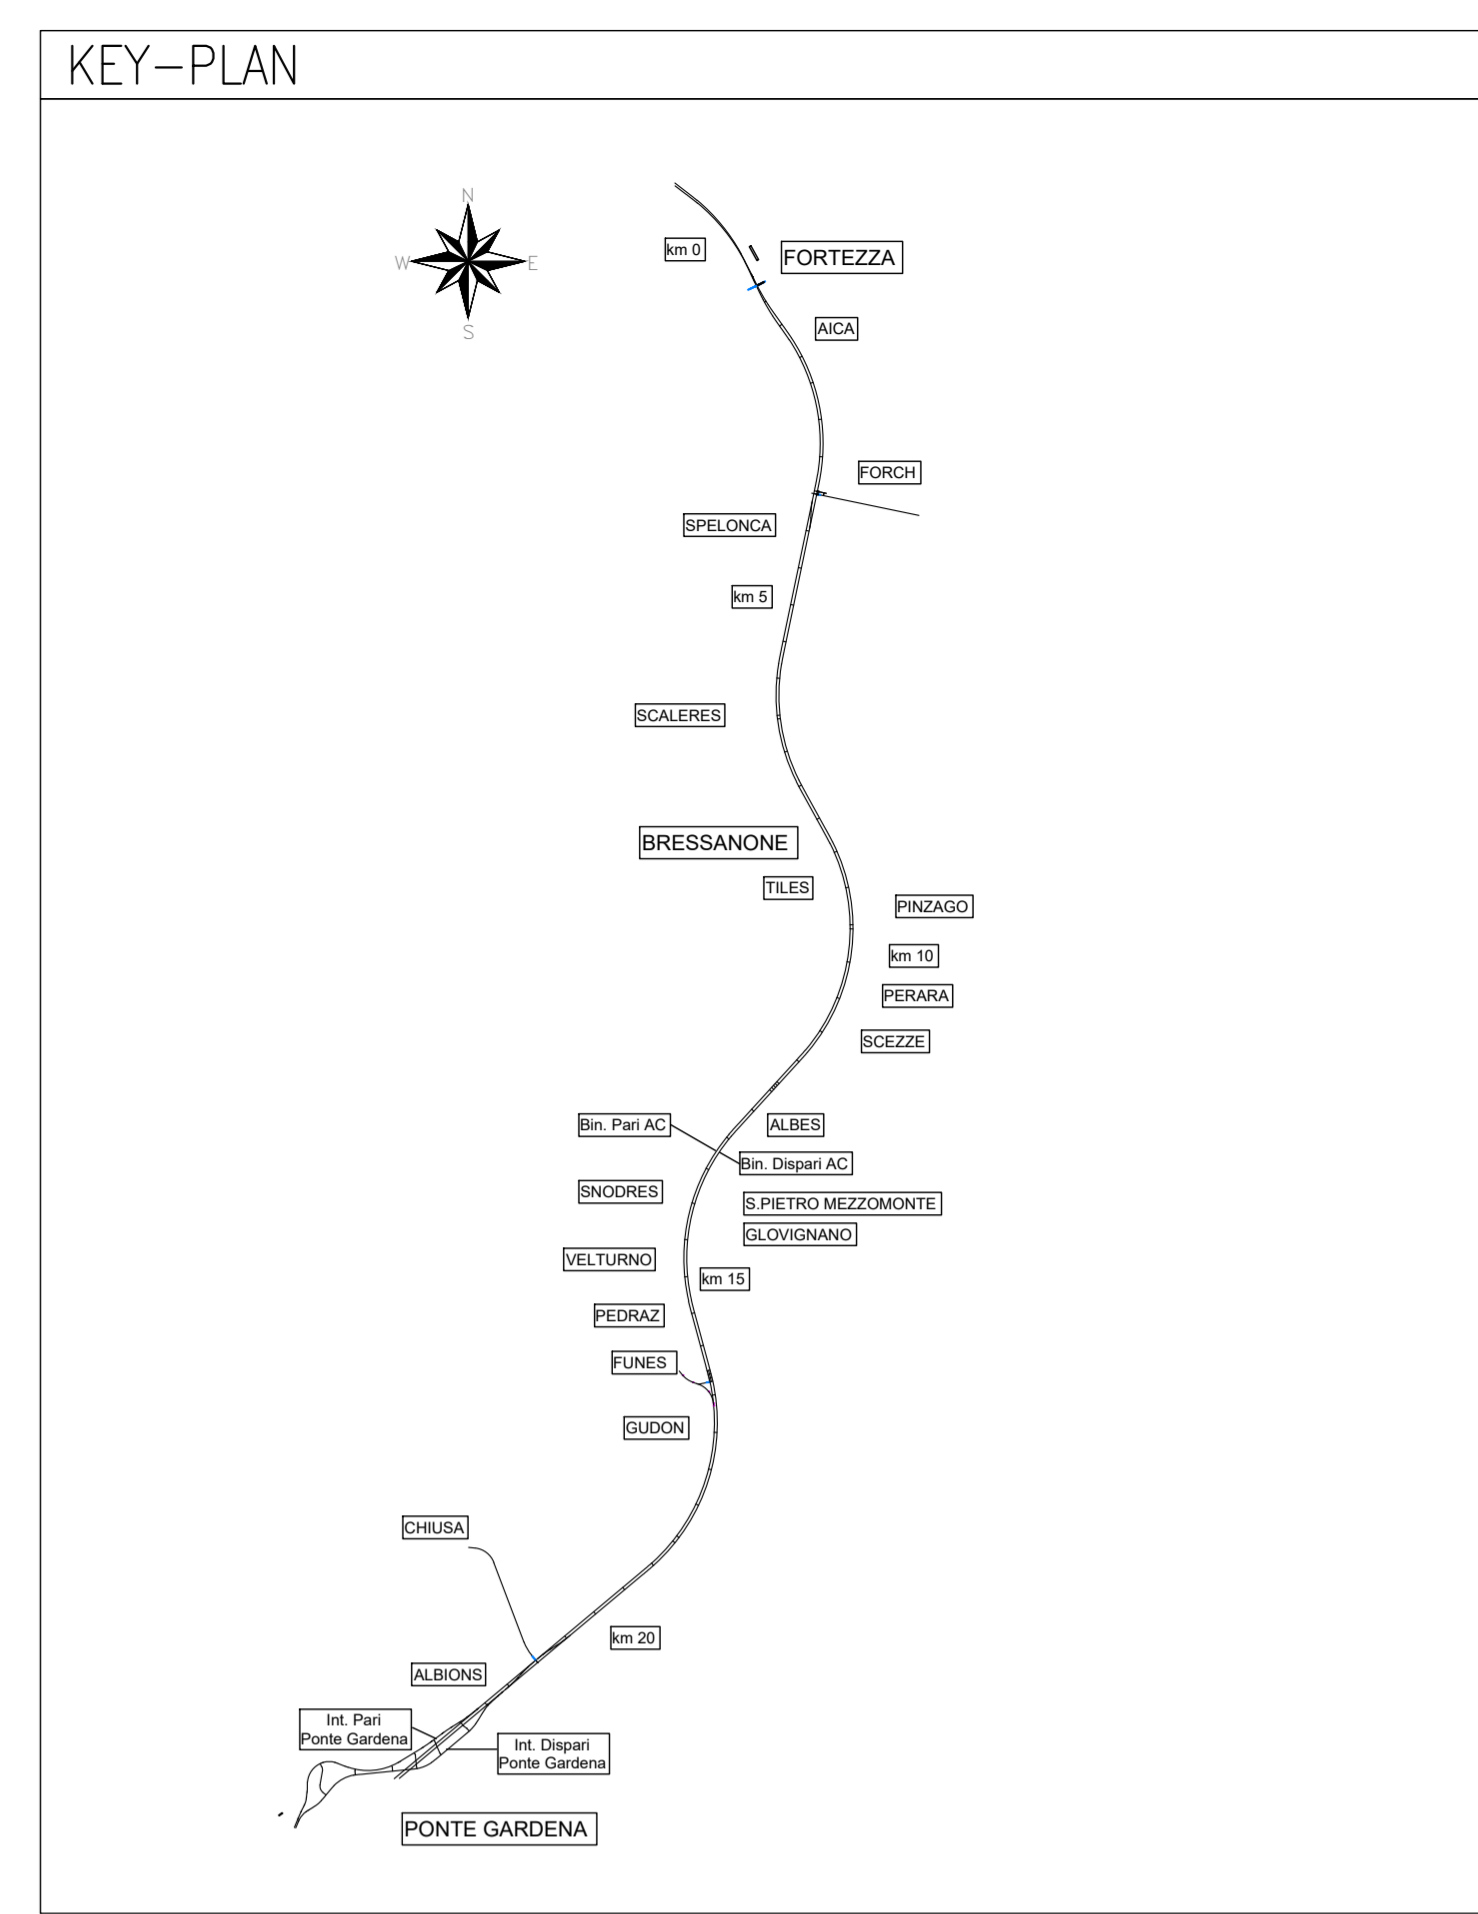 KEY-PLAN
N
W
E
S
km 0
FORTEZZA
AICA
FORCH
SPELONCA
km 5
SCALERES
BRESSANONE
TILES
PINZAGO
km 10
PERARA
SCEZZE
Bin. Pari AC
ALBES
Bin. Dispari AC
SNODRES
S.PIETRO MEZZOMONTE
GLOVIGNANO
VELTURNO
km 15
PEDRAZ
FUNES
GUDON
CHIUSA
km 20
ALBIONS
Int. Pari
Ponte Gardena
Int. Dispari
Ponte Gardena
PONTE GARDENA